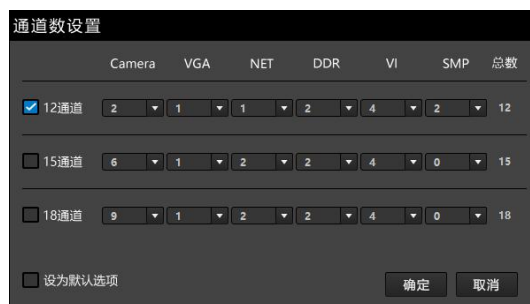 通道数设置
Camera VGA NET DDR VI SMP 总数
12通道 2 1 1 2 4 2 12
15通道 6 1 2 2 4 0 15
18通道 9 1 2 2 4 0 18
设为默认选项 确定 取消